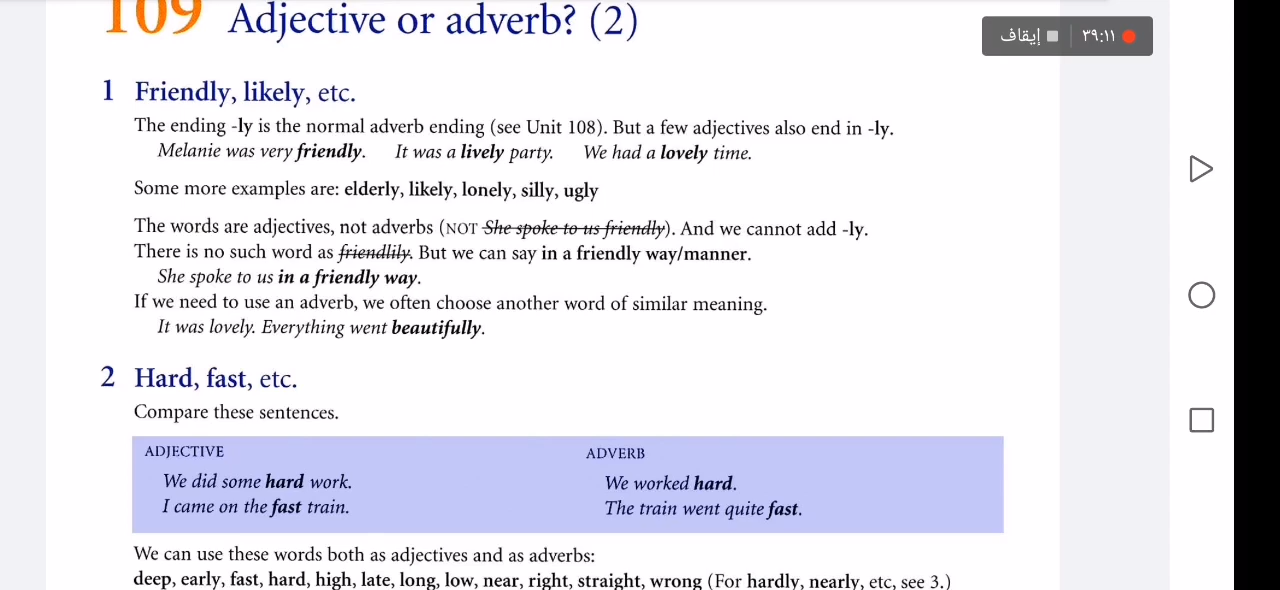 109 Adjective or adverb? (2)
إيقاف ٣٩:١١
1 Friendly, likely, etc.
The ending -ly is the normal adverb ending (see Unit 108). But a few adjectives also end in -ly.
Melanie was very friendly. It was a lively party. We had a lovely time.
Some more examples are: elderly, likely, lonely, silly, ugly
The words are adjectives, not adverbs (NOT She spoke to us friendly). And we cannot add -ly.
There is no such word as friendlily. But we can say in a friendly way/manner.
She spoke to us in a friendly way.
If we need to use an adverb, we often choose another word of similar meaning.
It was lovely. Everything went beautifully.
2 Hard, fast, etc.
Compare these sentences.
ADJECTIVE ADVERB
We did some hard work. We worked hard.
I came on the fast train. The train went quite fast.
We can use these words both as adjectives and as adverbs:
deep, early, fast, hard, high, late, long, low, near, right, straight, wrong (For hardly, nearly, etc, see 3.)